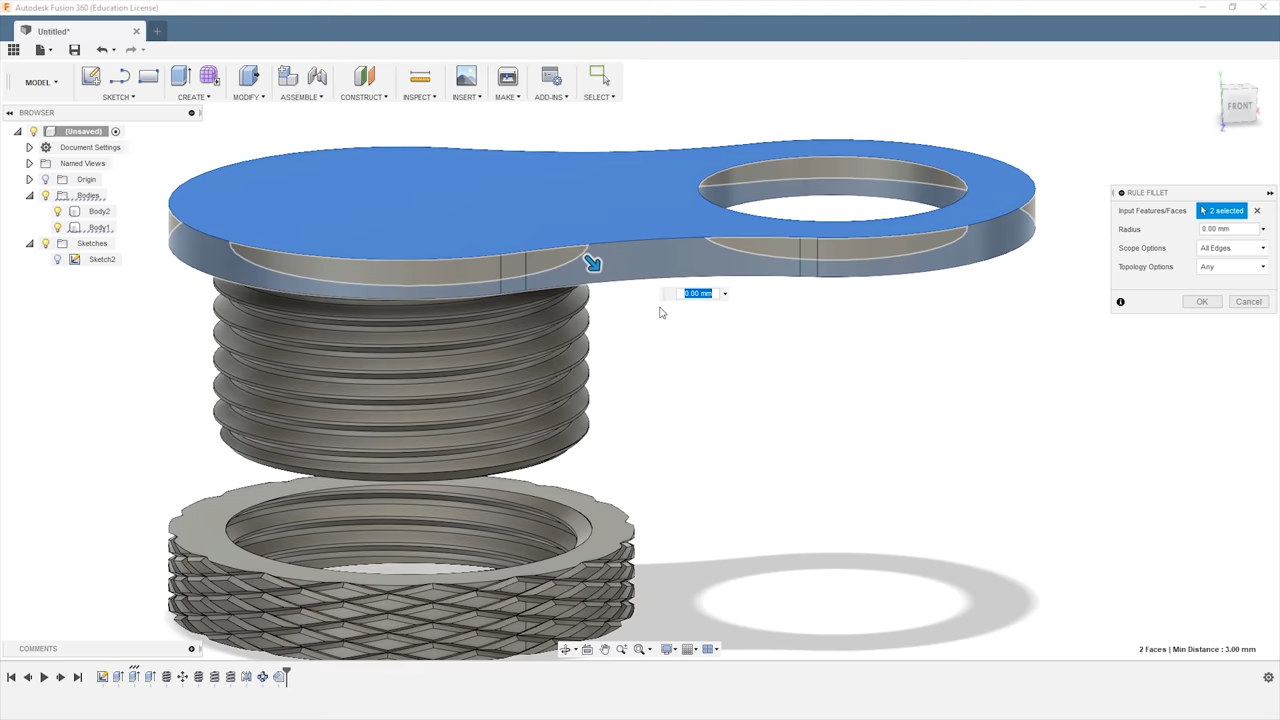 Autodesk Fusion 360 (Education License)
Untitled*
MODEL
SKETCH
CREATE
MODIFY
ASSEMBLE
CONSTRUCT
INSPECT
INSERT
MAKE
ADD-INS
SELECT
BROWSER
(Unsaved)
Document Settings
Named Views
Origin
Bodies
Body2
Body1
Sketches
Sketch2
FRONT
Y
X
Z
RULE FILLET
Input Features/Faces 2 selected
Radius 0.00 mm
Scope Options All Edges
Topology Options Any
OK Cancel
0.00 mm
COMMENTS
2 Faces | Min Distance : 3.00 mm